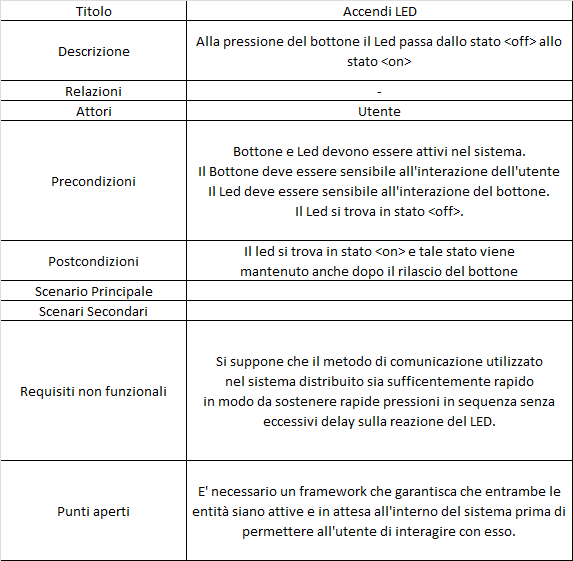 Titolo
Accendi LED
Descrizione
Alla pressione del bottone il Led passa dallo stato <off> allo
stato <on>
Relazioni
-
Attori
Utente
Precondizioni
Bottone e Led devono essere attivi nel sistema.
Il Bottone deve essere sensibile all'interazione dell'utente
Il Led deve essere sensibile all'interazione del bottone.
Il Led si trova in stato <off>.
Postcondizioni
Il led si trova in stato <on> e tale stato viene
mantenuto anche dopo il rilascio del bottone
Scenario Principale
Scenari Secondari
Requisiti non funzionali
Si suppone che il metodo di comunicazione utilizzato
nel sistema distribuito sia sufficentemente rapido
in modo da sostenere rapide pressioni in sequenza senza
eccessivi delay sulla reazione del LED.
Punti aperti
E' necessario un framework che garantisca che entrambe le
entità siano attive e in attesa all'interno del sistema prima di
permettere all'utente di interagire con esso.